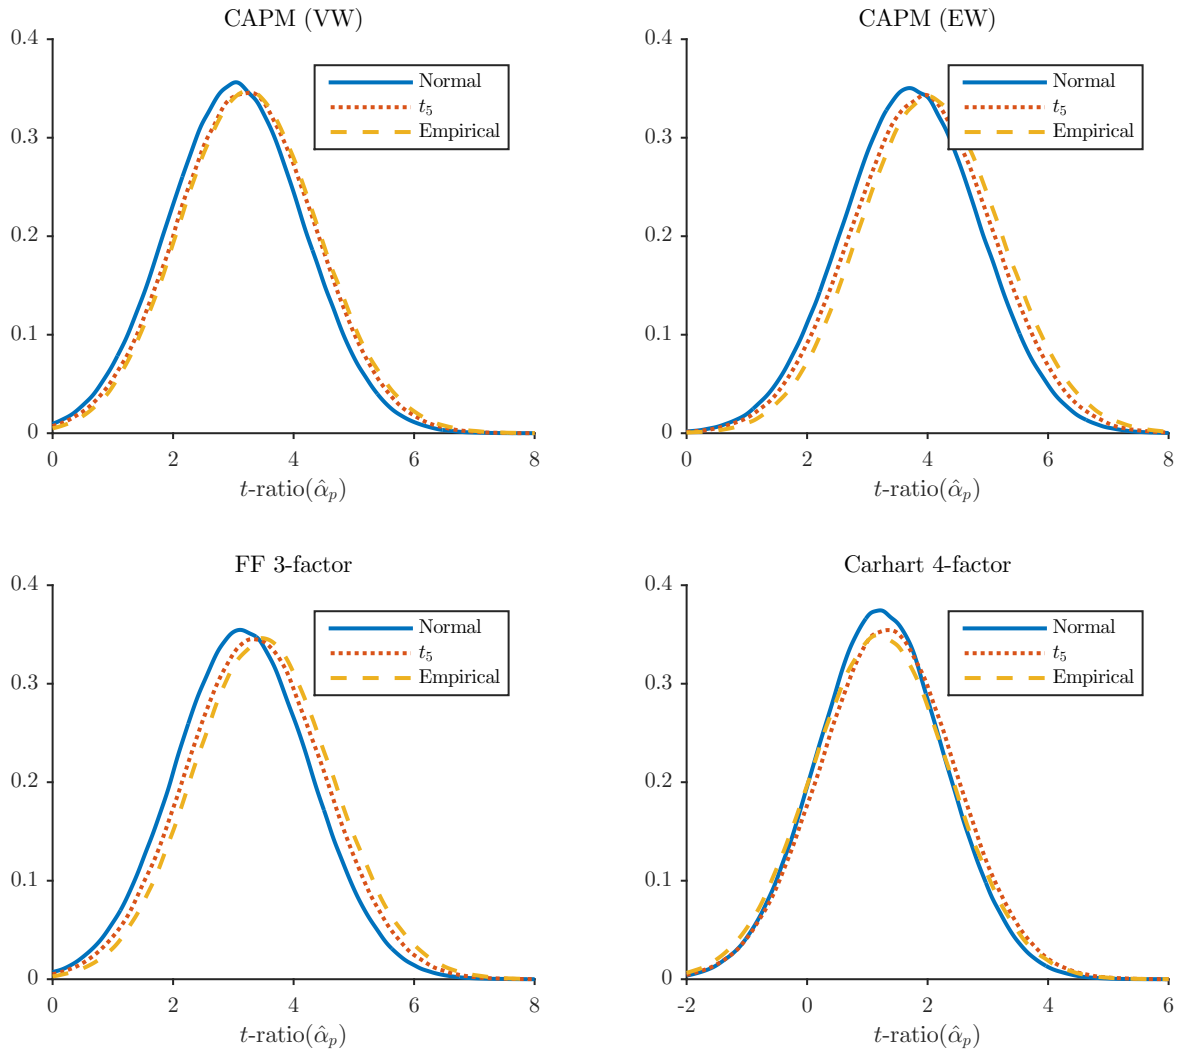 CAPM (VW)
0.4
0.3
0.2
0.1
0
0 2 4 6 8
t-ratio(α̂ₚ)
Normal
t₅
Empirical
CAPM (EW)
0.4
0.3
0.2
0.1
0
0 2 4 6 8
t-ratio(α̂ₚ)
Normal
t₅
Empirical
FF 3-factor
0.4
0.3
0.2
0.1
0
0 2 4 6 8
t-ratio(α̂ₚ)
Normal
t₅
Empirical
Carhart 4-factor
0.4
0.3
0.2
0.1
0
-2 0 2 4 6
t-ratio(α̂ₚ)
Normal
t₅
Empirical